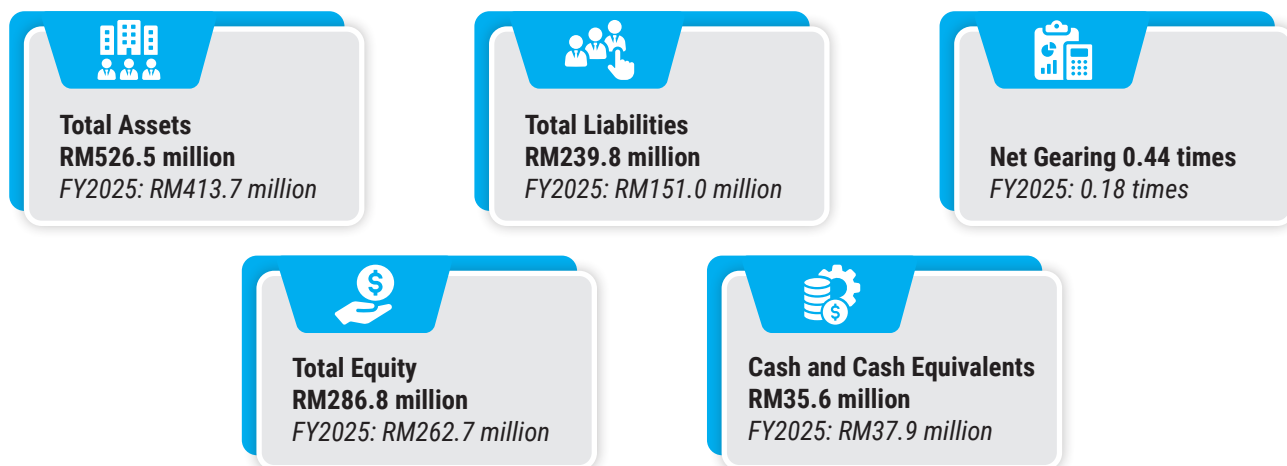 Total Assets
RM526.5 million
FY2025: RM413.7 million
Total Liabilities
RM239.8 million
FY2025: RM151.0 million
Net Gearing 0.44 times
FY2025: 0.18 times
Total Equity
RM286.8 million
FY2025: RM262.7 million
Cash and Cash Equivalents
RM35.6 million
FY2025: RM37.9 million